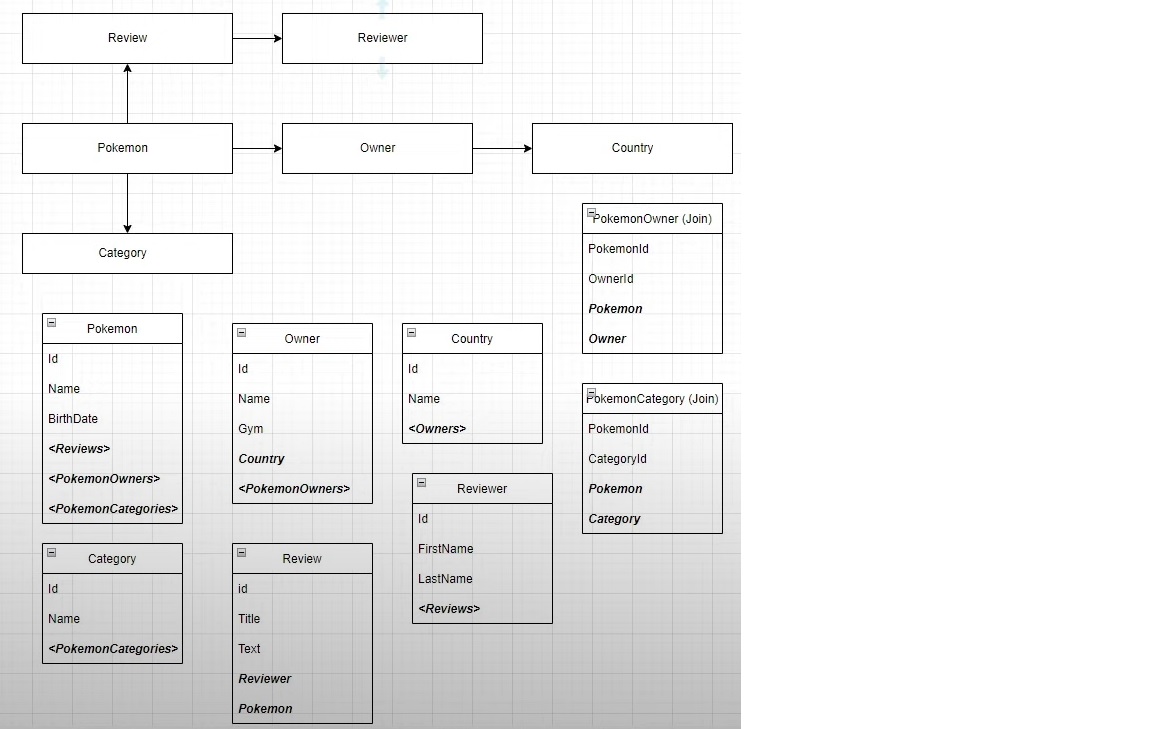 Review
Reviewer
Pokemon
Owner
Country
Category
PokemonOwner (Join)
PokemonId
OwnerId
Pokemon
Owner
Pokemon
Id
Name
BirthDate
<Reviews>
<PokemonOwners>
<PokemonCategories>
Owner
Id
Name
Gym
Country
<PokemonOwners>
Country
Id
Name
<Owners>
PokemonCategory (Join)
PokemonId
CategoryId
Pokemon
Category
Reviewer
Id
FirstName
LastName
<Reviews>
Category
Id
Name
<PokemonCategories>
Review
id
Title
Text
Reviewer
Pokemon